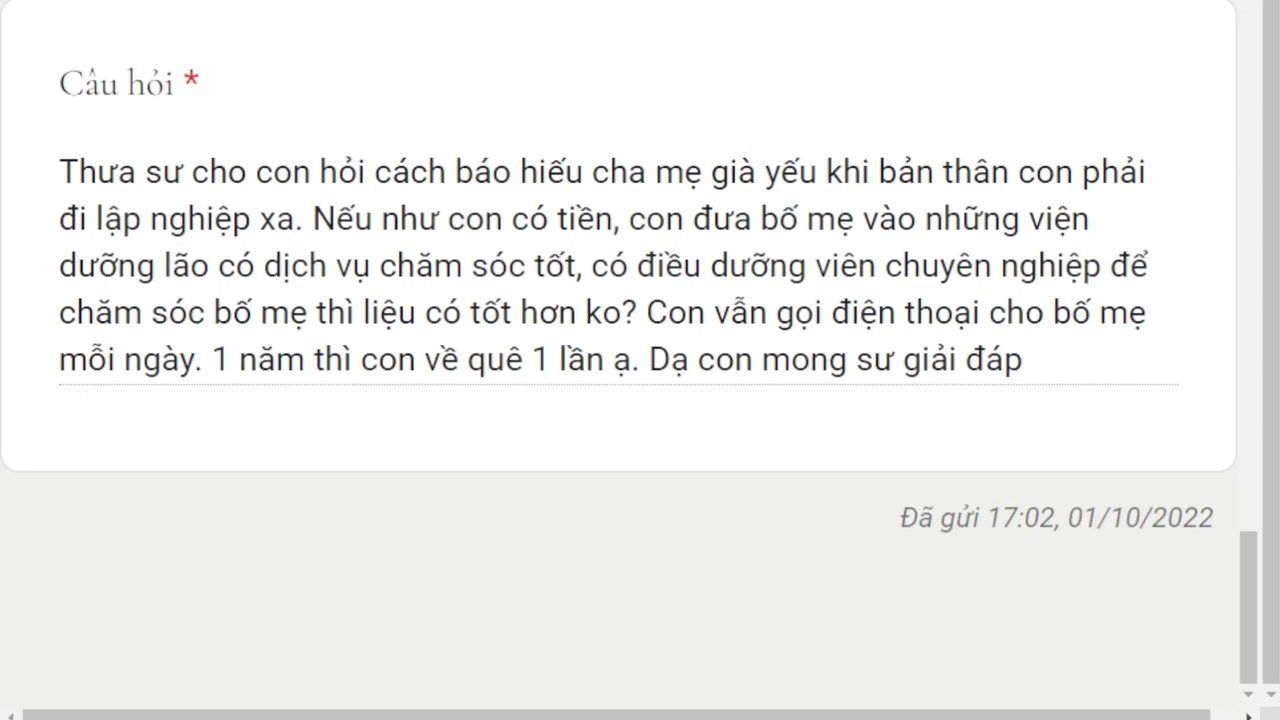 Câu hỏi *
Thưa sư cho con hỏi cách báo hiếu cha mẹ già yếu khi bản thân con phải
đi lập nghiệp xa. Nếu như con có tiền, con đưa bố mẹ vào những viện
dưỡng lão có dịch vụ chăm sóc tốt, có điều dưỡng viên chuyên nghiệp để
chăm sóc bố mẹ thì liệu có tốt hơn ko? Con vẫn gọi điện thoại cho bố mẹ
mỗi ngày. 1 năm thì con về quê 1 lần ạ. Dạ con mong sư giải đáp
Đã gửi 17:02, 01/10/2022